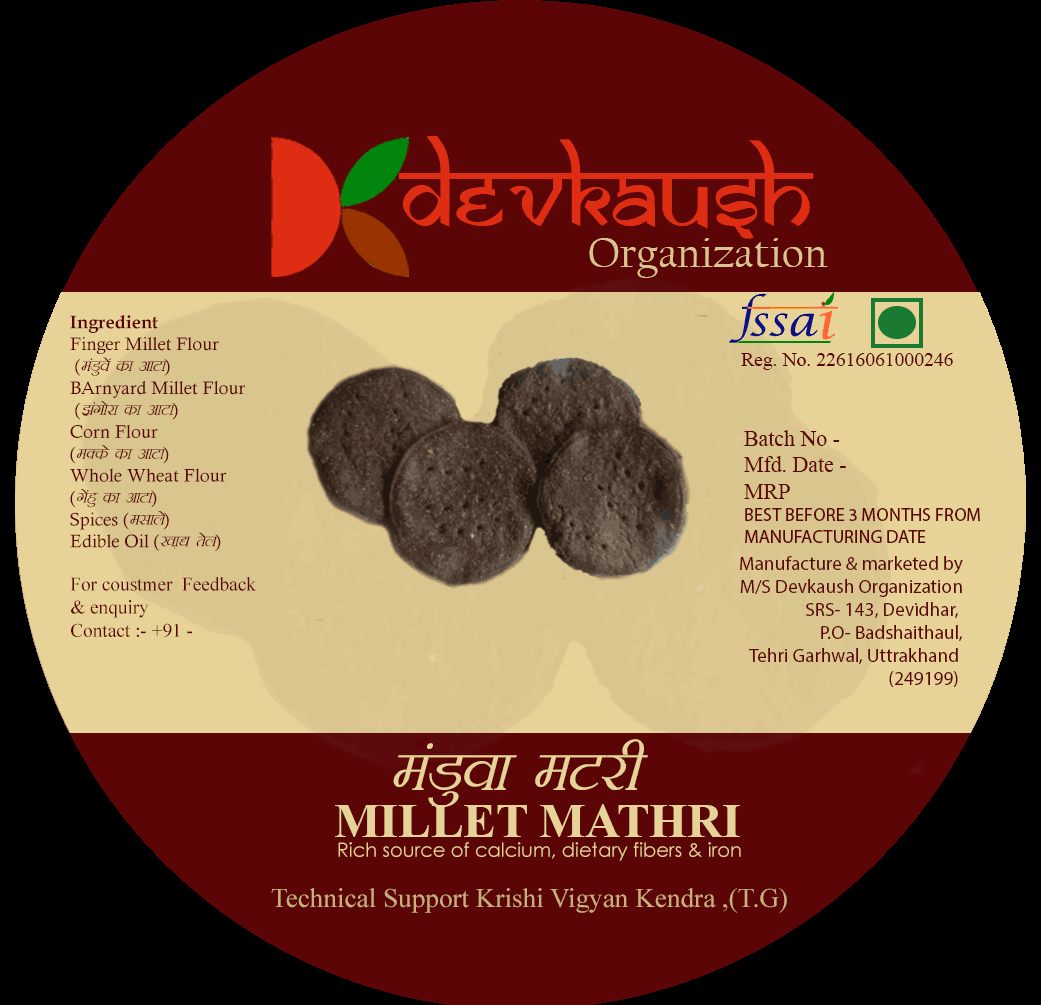 devkaush
Organization
Ingredient
Finger Millet Flour
(मंडुवें का आटा)
BArnyard Millet Flour
(झंगोरा का आटा)
Corn Flour
(मक्के का आटा)
Whole Wheat Flour
(गेंहु का आटा)
Spices (मसाले)
Edible Oil (खाद्य तेल)
For coustmer Feedback
& enquiry
Contact :- +91 -
fssai
Reg. No. 22616061000246
Batch No -
Mfd. Date -
MRP
BEST BEFORE 3 MONTHS FROM
MANUFACTURING DATE
Manufacture & marketed by
M/S Devkaush Organization
SRS- 143, Devidhar,
P.O- Badshaithaul,
Tehri Garhwal, Uttrakhand
(249199)
मंडुवा मटरी
MILLET MATHRI
Rich source of calcium, dietary fibers & iron
Technical Support Krishi Vigyan Kendra ,(T.G)